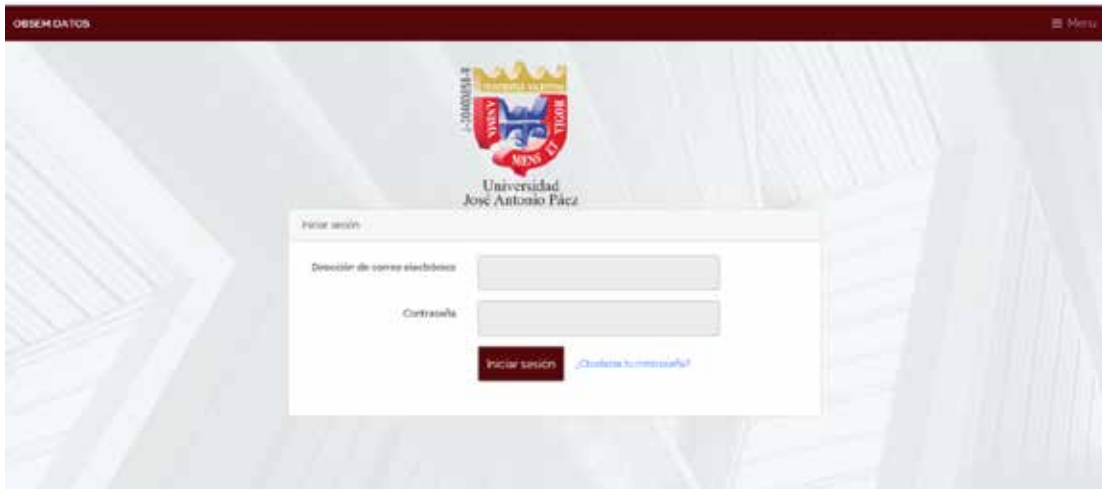 OBSEM DATOS
Menu
ANIMA
MENS ET VIGOR
Universidad
José Antonio Páez
Iniciar sesión
Dirección de correo electrónico
Contraseña
Iniciar sesión
¿Olvidaste tu contraseña?